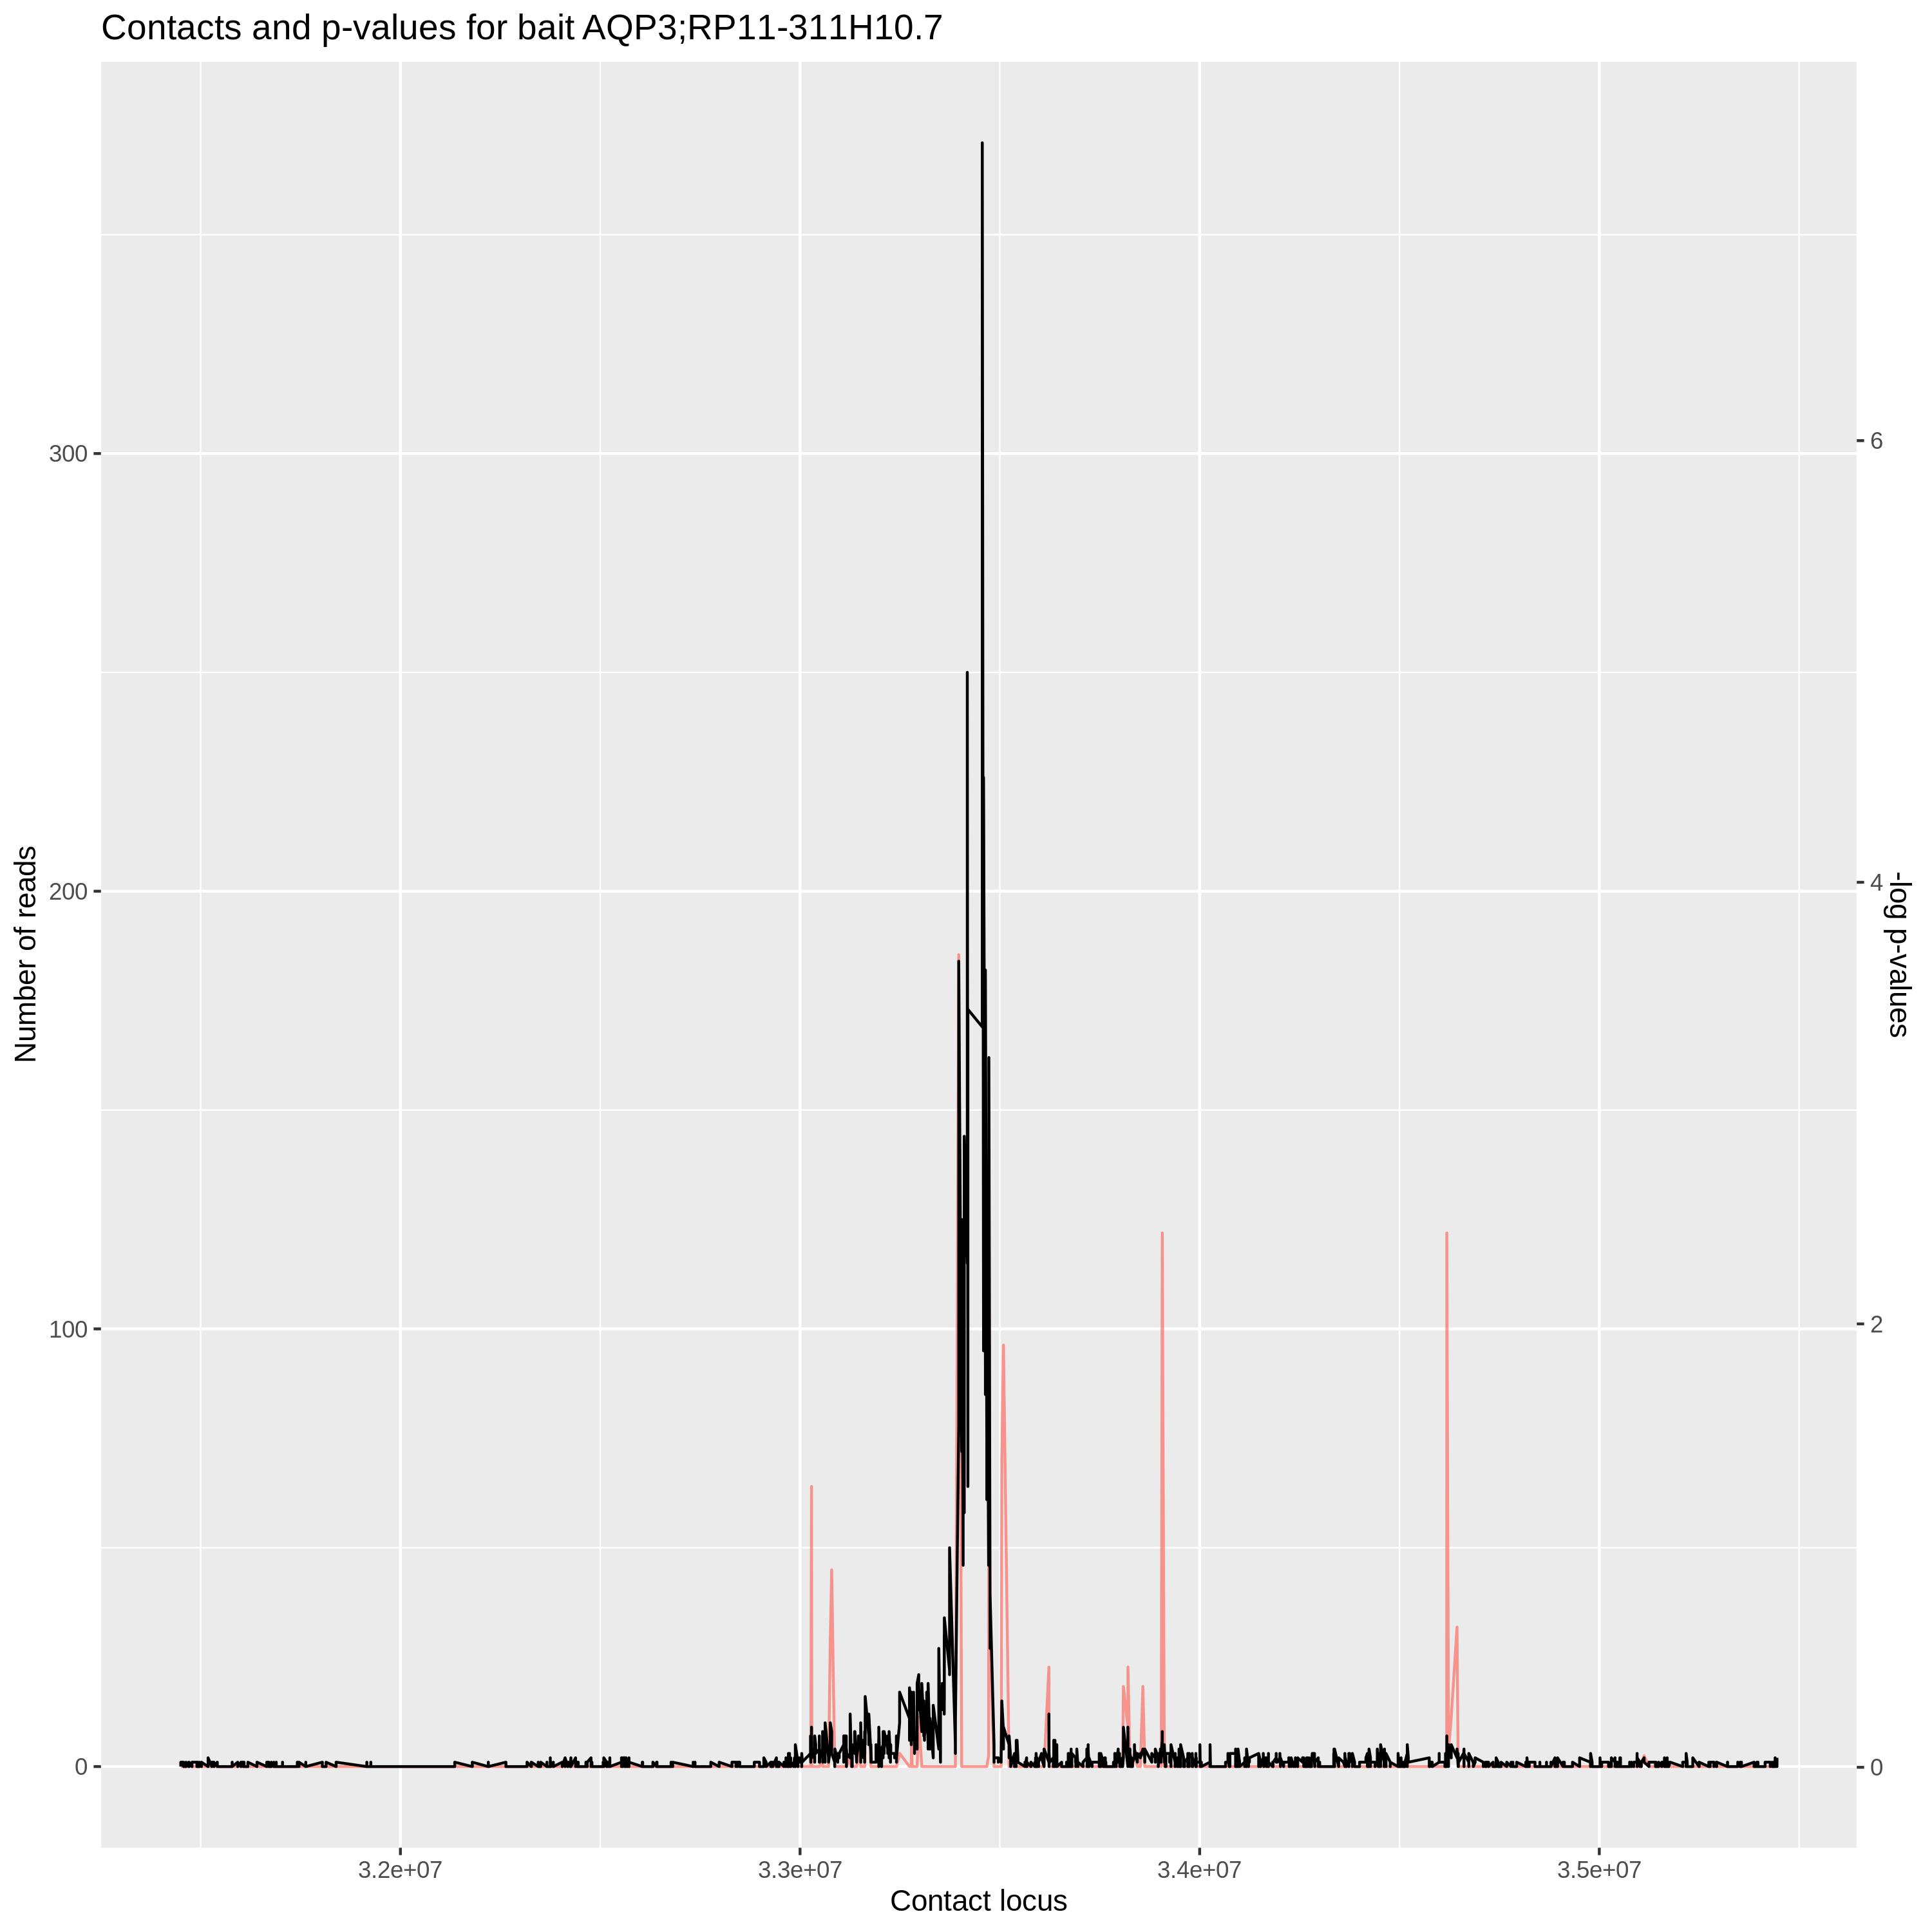 Contacts and p-values for bait AQP3;RP11-311H10.7
300
200
100
0
Number of reads
6
4
2
0
-log p-values
3.2e+07
3.3e+07
3.4e+07
3.5e+07
Contact locus